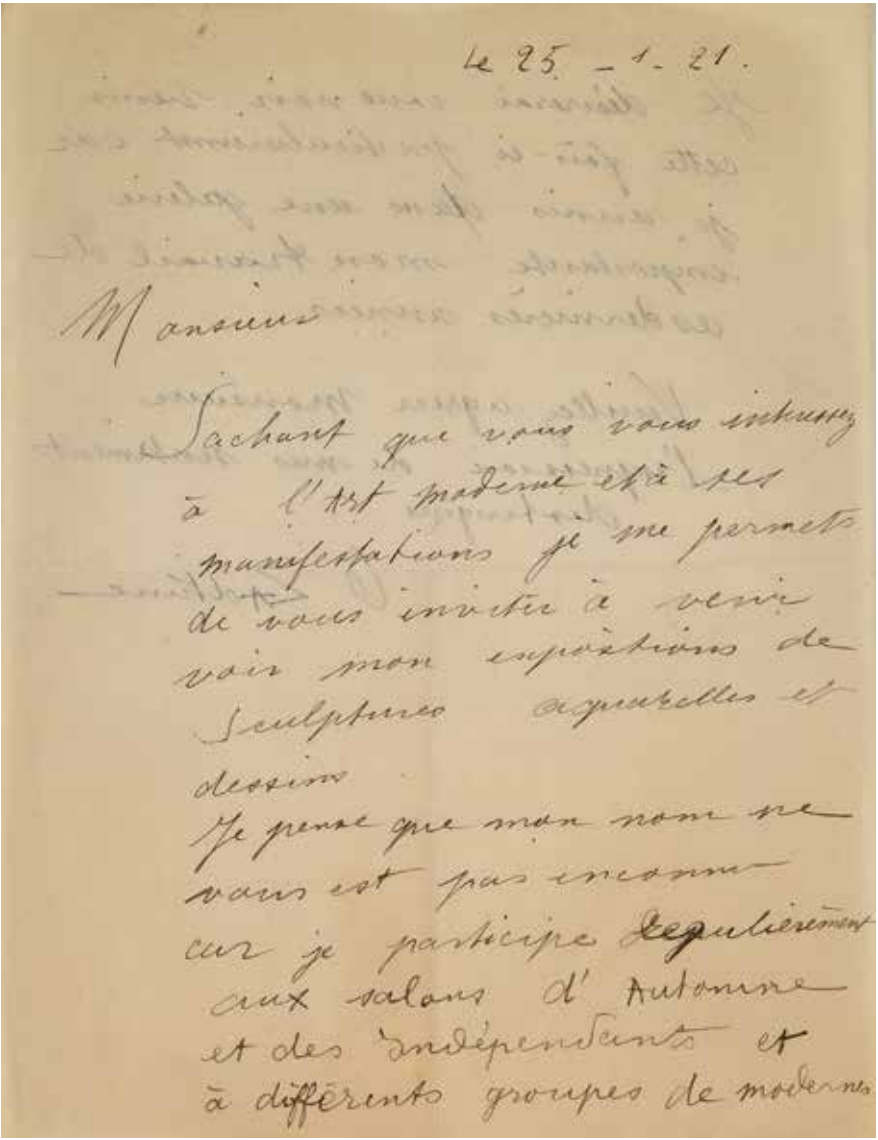 Le 25 - 1 - 21.
Monsieur
Sachant que vous vous intéressez
à l'Art moderne et à ses
manifestations je me permets
de vous inviter à venir
voir mon expositions de
Sculptures aquarelles et
dessins.
Je pense que mon nom ne
vous est pas inconnu
car je participe regulièrement
aux salons d'Automne
et des Indépendants et
à différents groupes de modernes